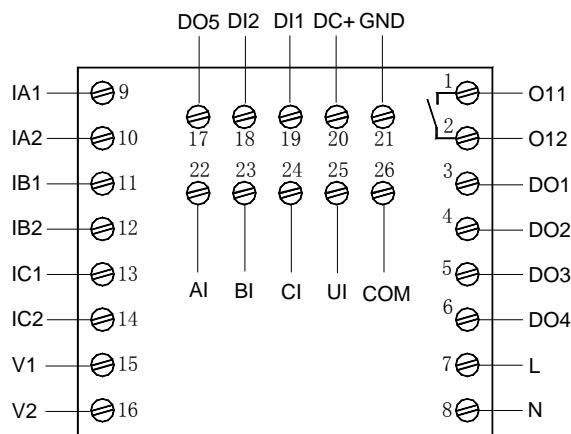 DO5 DI2 DI1 DC+ GND
IA1 9 1 O11
17 18 19 20 21
IA2 10 2 O12
22 23 24 25 26
IB1 11 3 DO1
IB2 12 4 DO2
IC1 13 5 DO3
AI BI CI UI COM
IC2 14 6 DO4
V1 15 7 L
V2 16 8 N